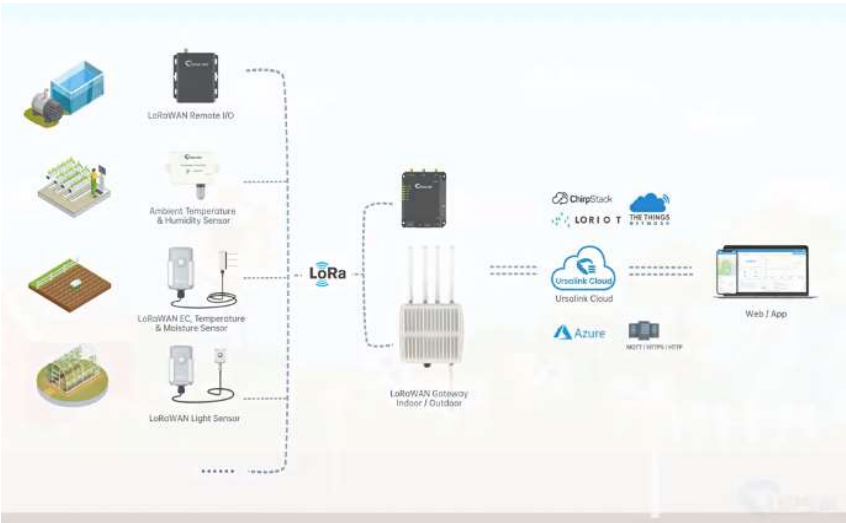 LoRaWAN Remote I/O
Ambient Temperature
& Humidity Sensor
LoRaWAN EC, Temperature
& Moisture Sensor
LoRaWAN Light Sensor
LoRa
LoRaWAN Gateway
Indoor / Outdoor
ChirpStack
LORIOT
THE THINGS
NETWORK
Ursalink Cloud
Ursalink Cloud
Azure
MQTT / HTTPS / HTTP
Web / App